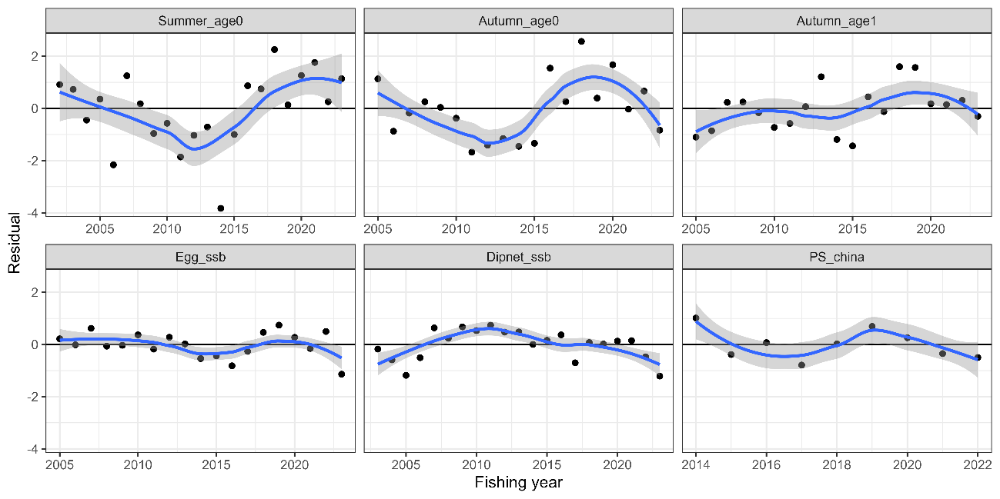 Summer_age0 Autumn_age0 Autumn_age1
2
0
-2
-4
2005 2010 2015 2020 2005 2010 2015 2020 2005 2010 2015 2020
Residual
Egg_ssb Dipnet_ssb PS_china
2
0
-2
-4
2005 2010 2015 2020 2005 2010 2015 2020 2014 2016 2018 2020 2022
Fishing year